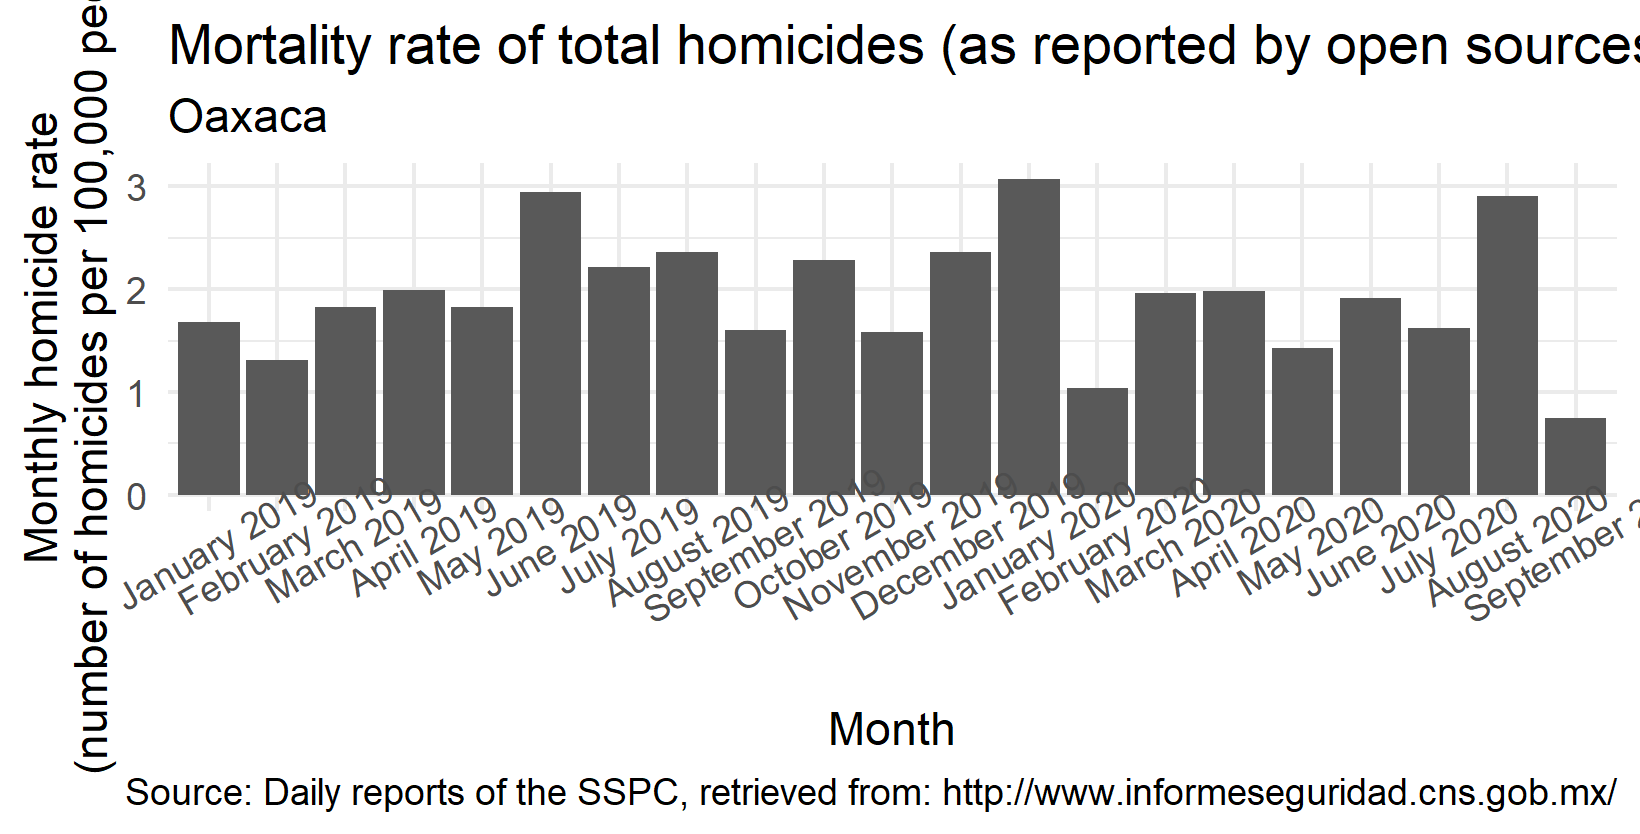 Mortality rate of total homicides (as reported by open sources
Oaxaca
Monthly homicide rate
(number of homicides per 100,000
3
2
1
0
January 2019
February 2019
March 2019
April 2019
May 2019
June 2019
July 2019
August 2019
September 2019
October 2019
November 2019
December 2019
January 2020
February 2020
March 2020
April 2020
May 2020
June 2020
July 2020
August 2020
September
Month
Source: Daily reports of the SSPC, retrieved from: http://www.informeseguridad.cns.gob.mx/